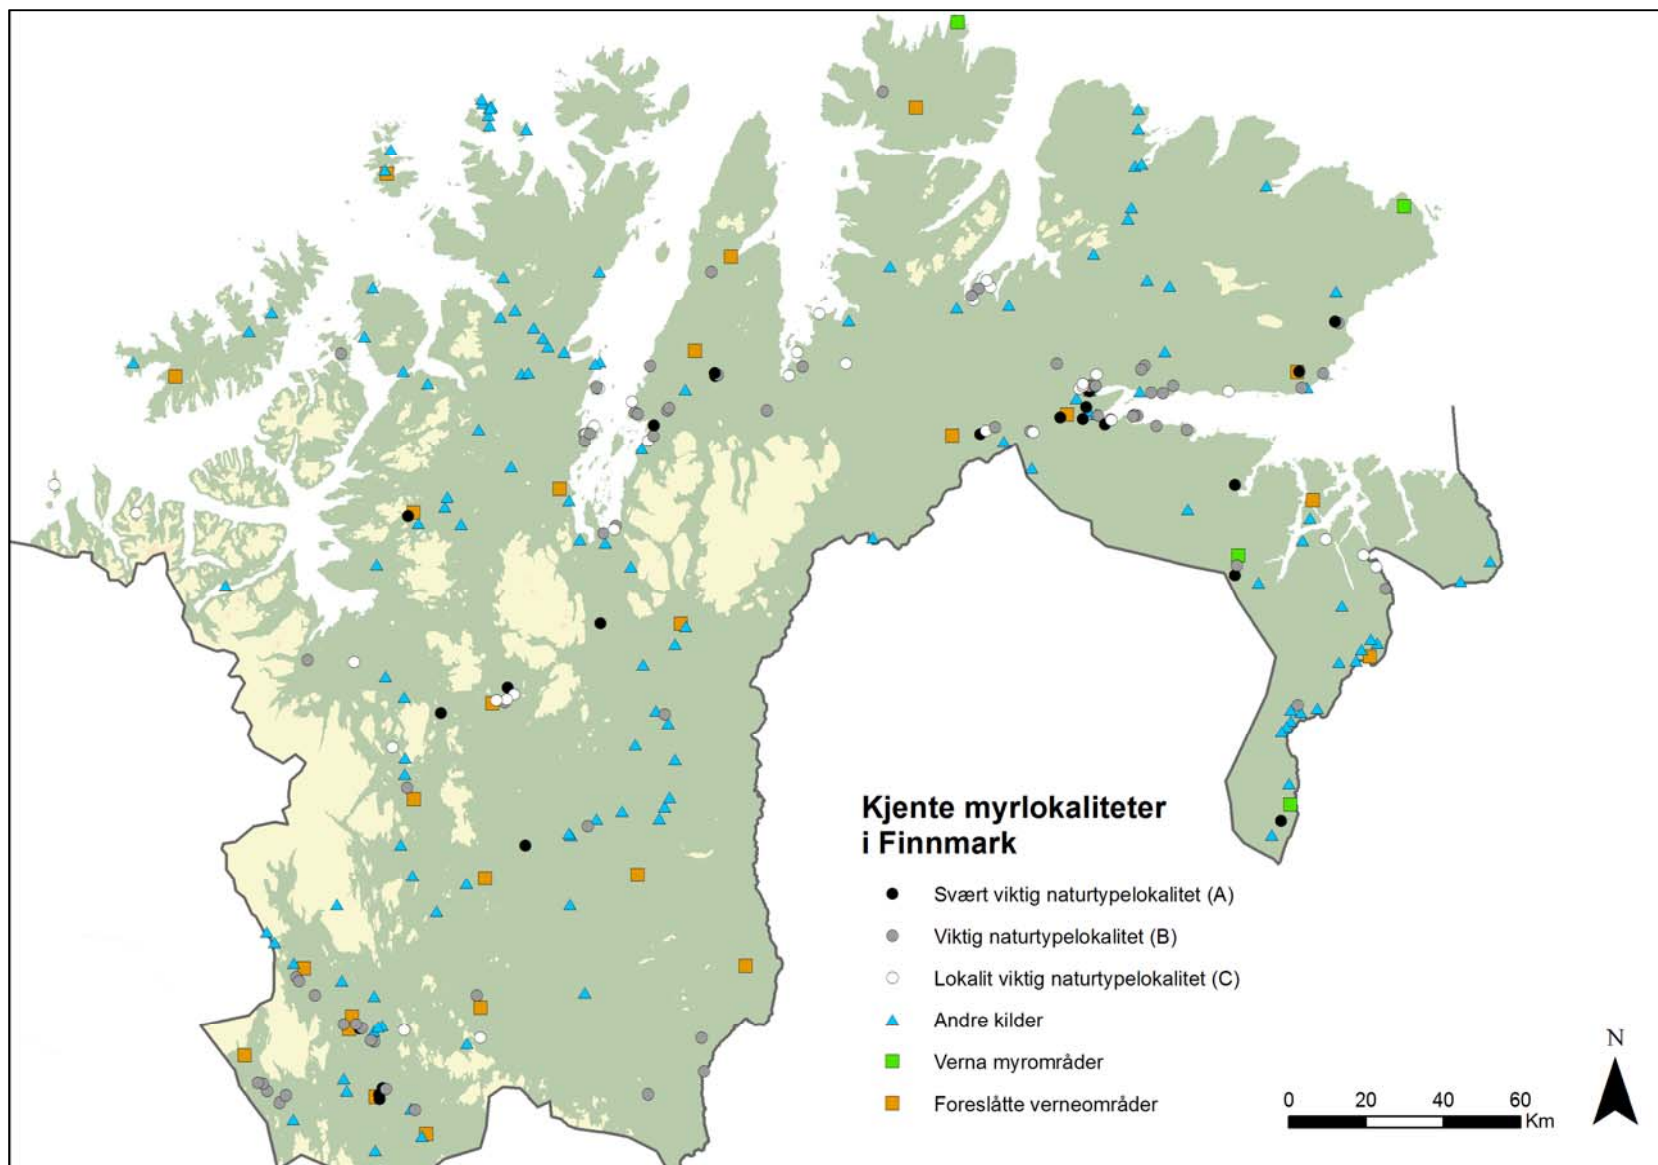 Kjente myrlokaliteter
i Finnmark
Svært viktig naturtypelokalitet (A)
Viktig naturtypelokalitet (B)
Lokalit viktig naturtypelokalitet (C)
Andre kilder
Verna myrområder
Foreslåtte verneområder
N
0 20 40 60
Km